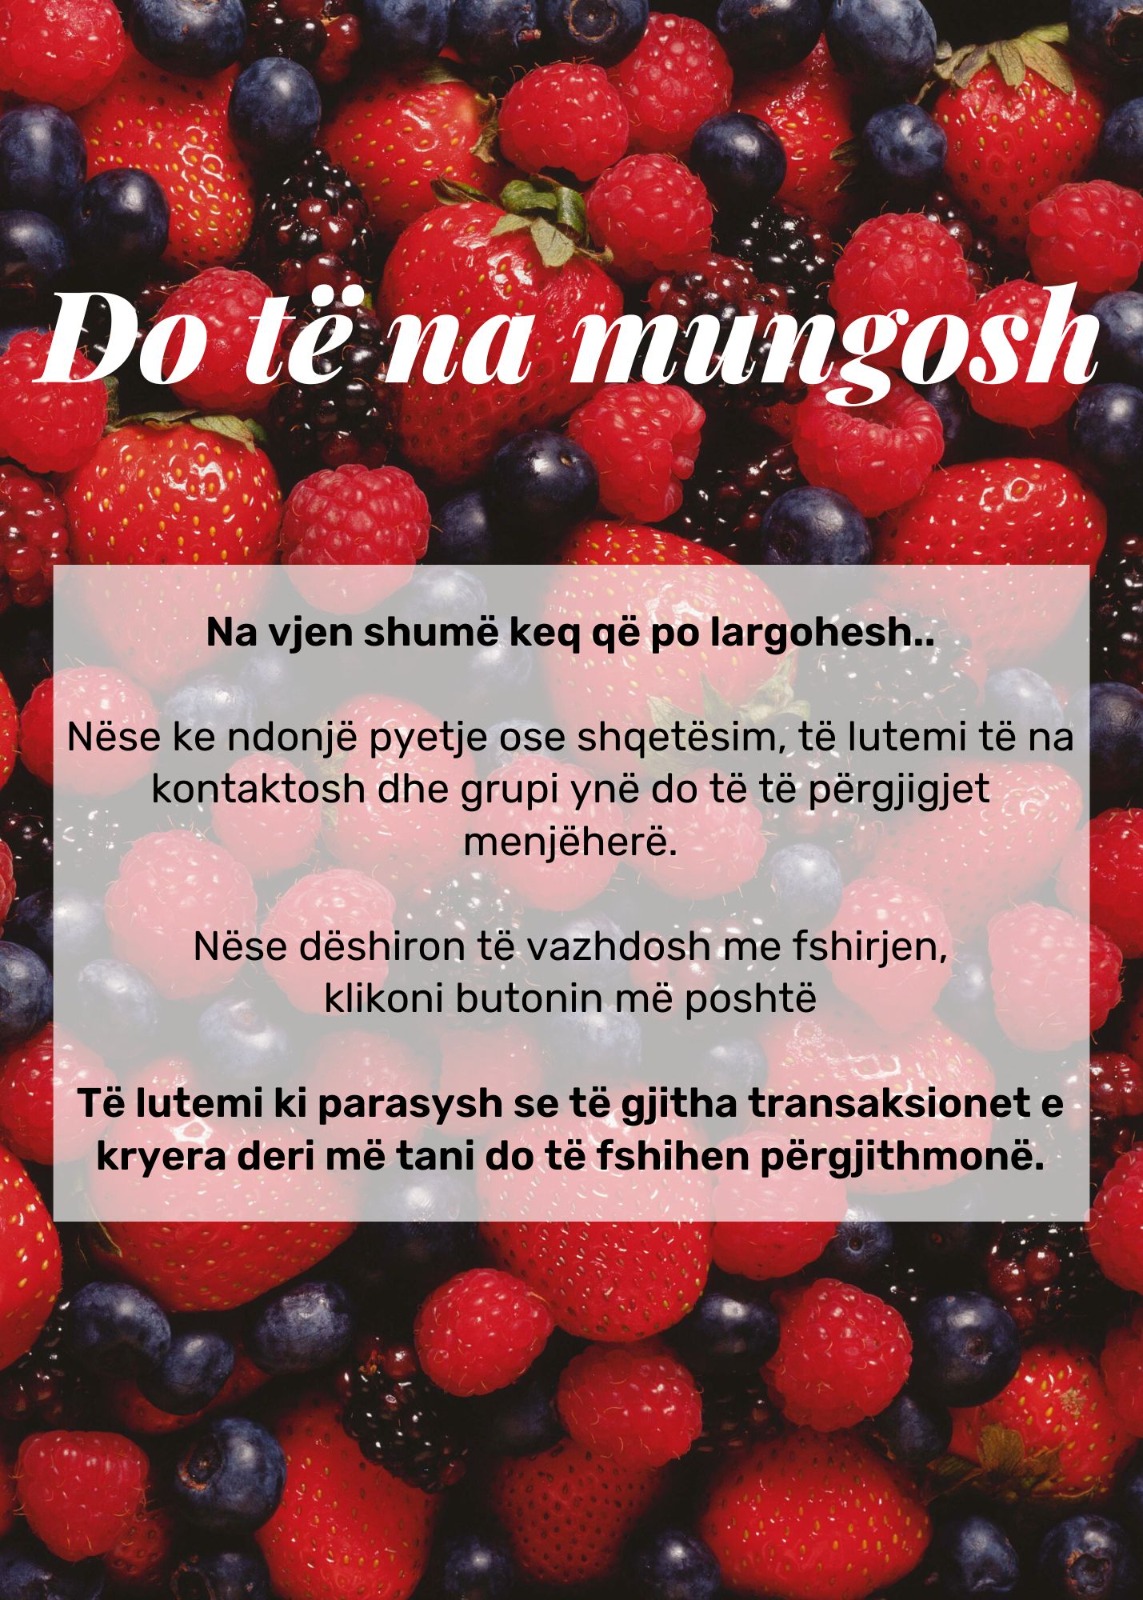 Do të na mungosh
Na vjen shumë keq që po largohesh..
Nëse ke ndonjë pyetje ose shqetësim, të lutemi të na
kontaktosh dhe grupi ynë do të të përgjigjet
menjëherë.
Nëse dëshiron të vazhdosh me fshirjen,
klikoni butonin më poshtë
Të lutemi ki parasysh se të gjitha transaksionet e
kryera deri më tani do të fshihen përgjithmonë.